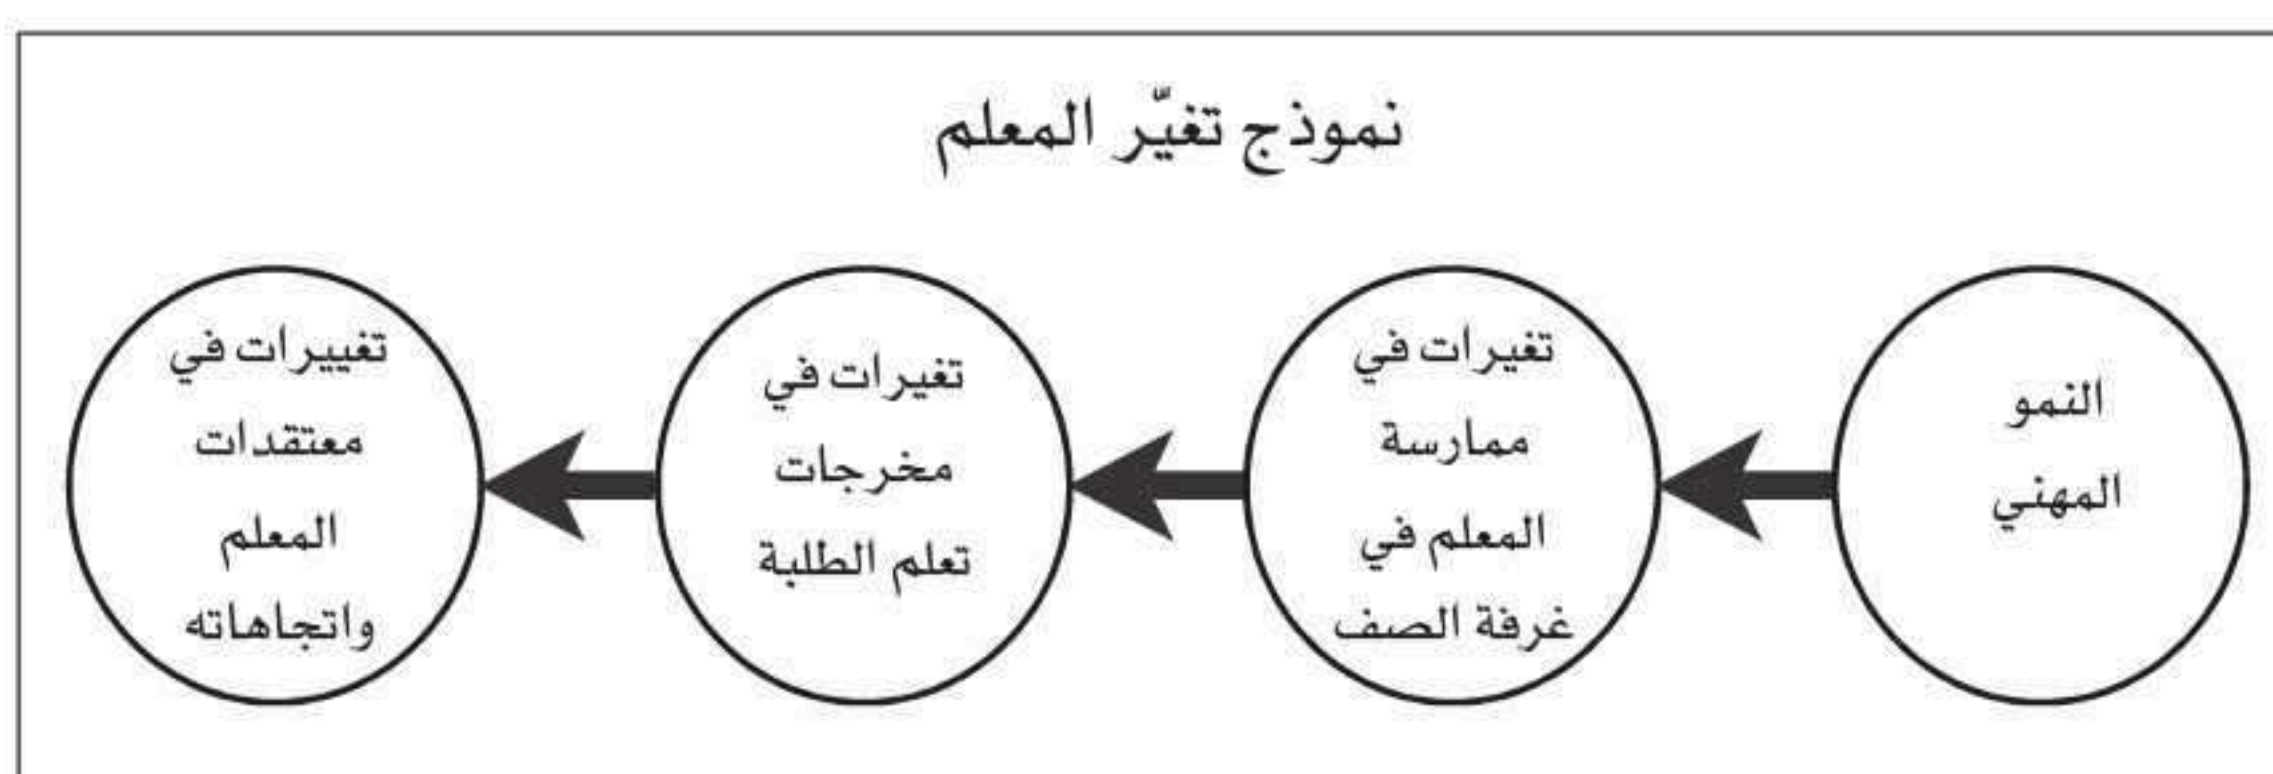 نموذج تغيّر المعلم
النمو
المهني
تغيرات في
ممارسة
المعلم في
غرفة الصف
تغيرات في
مخرجات
تعلم الطلبة
تغييرات في
معتقدات
المعلم
واتجاهاته